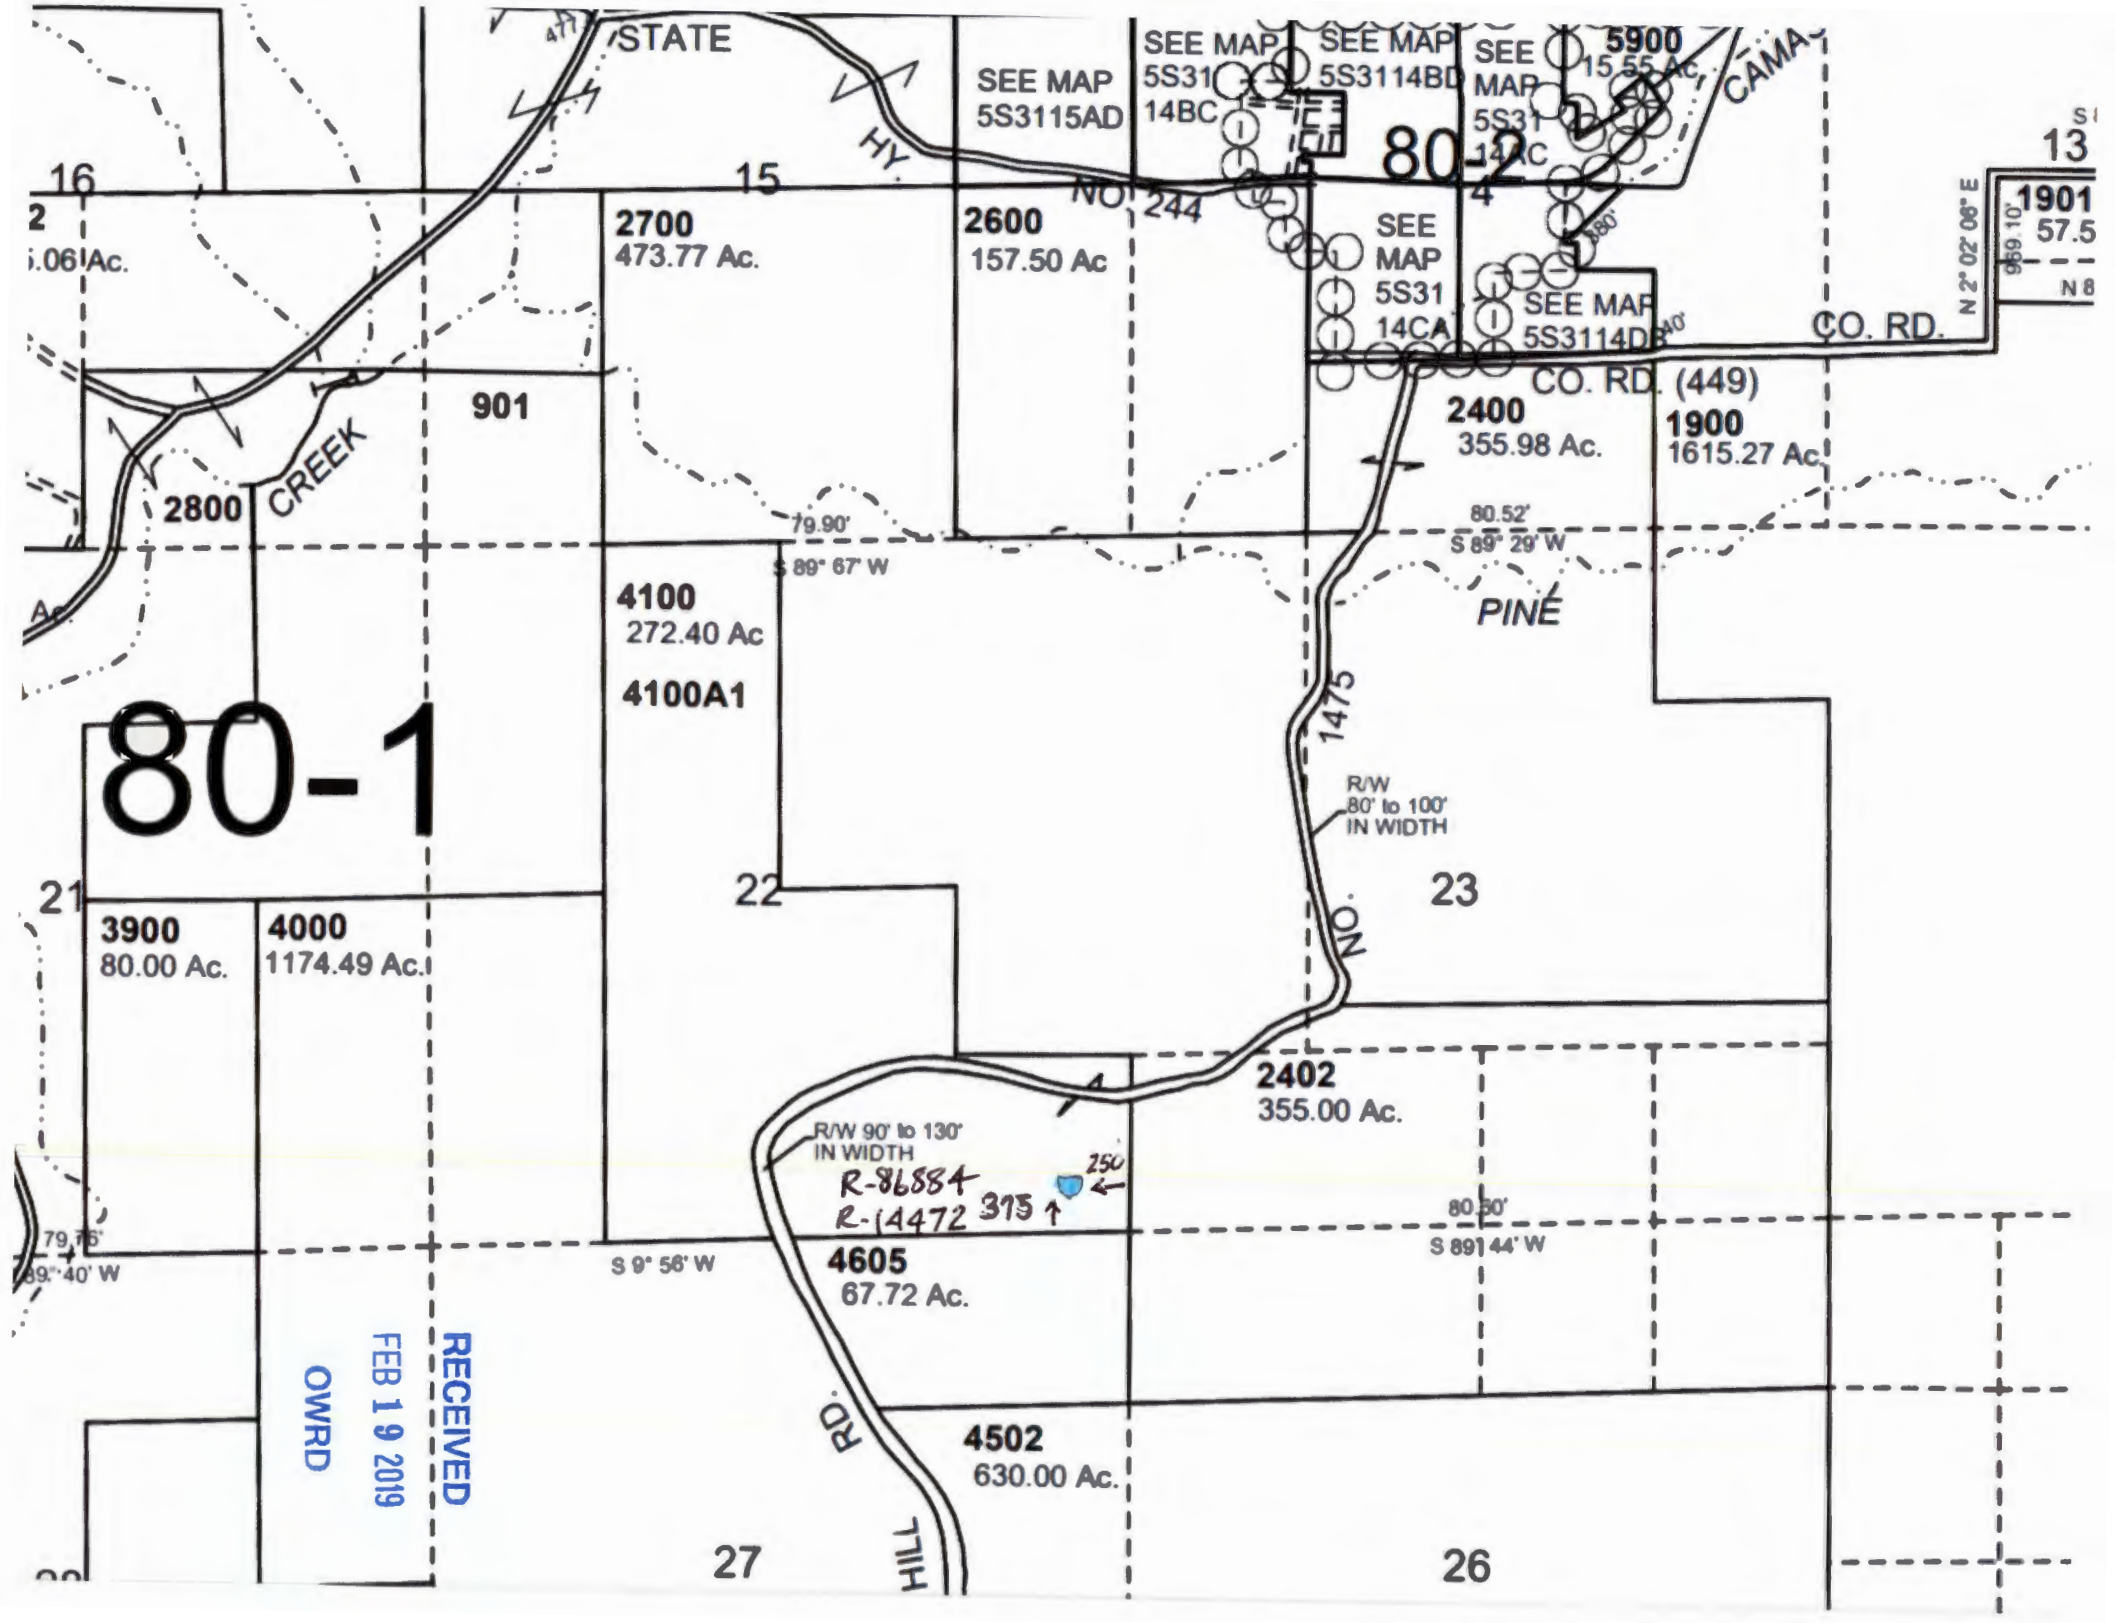 477
STATE
SEE MAP
5S3115AD
SEE MAP
5S31
14BC
SEE MAP
5S3114BD
SEE
MAP
5S31
14AC
5900
15.55 Ac
80-2
4
16
15
HY.
NO. 244
13
2
2700
473.77 Ac.
2600
157.50 Ac
SEE
MAP
5S31
14CA
380'
SEE MAP
5S3114DB
40'
CO. RD.
N 2° 02' 06" E
969.10'
1901
57.5
N 8
CO. RD. (449)
901
2400
355.98 Ac.
1900
1615.27 Ac.
CREEK
2800
79.90'
S 89° 67' W
80.52'
S 89° 29' W
4100
272.40 Ac
4100A1
PINE
80-1
1475
R/W
80' to 100'
IN WIDTH
21
22
23
3900
80.00 Ac.
4000
1174.49 Ac.
NO.
2402
355.00 Ac.
R/W 90' to 130'
IN WIDTH
R-86884
R-14472
375 ↑
250
←
80.50'
S 89° 44' W
79.76'
89° 40' W
S 9° 56' W
4605
67.72 Ac.
RECEIVED
FEB 19 2019
OWRD
RD.
4502
630.00 Ac.
HILL
27
26